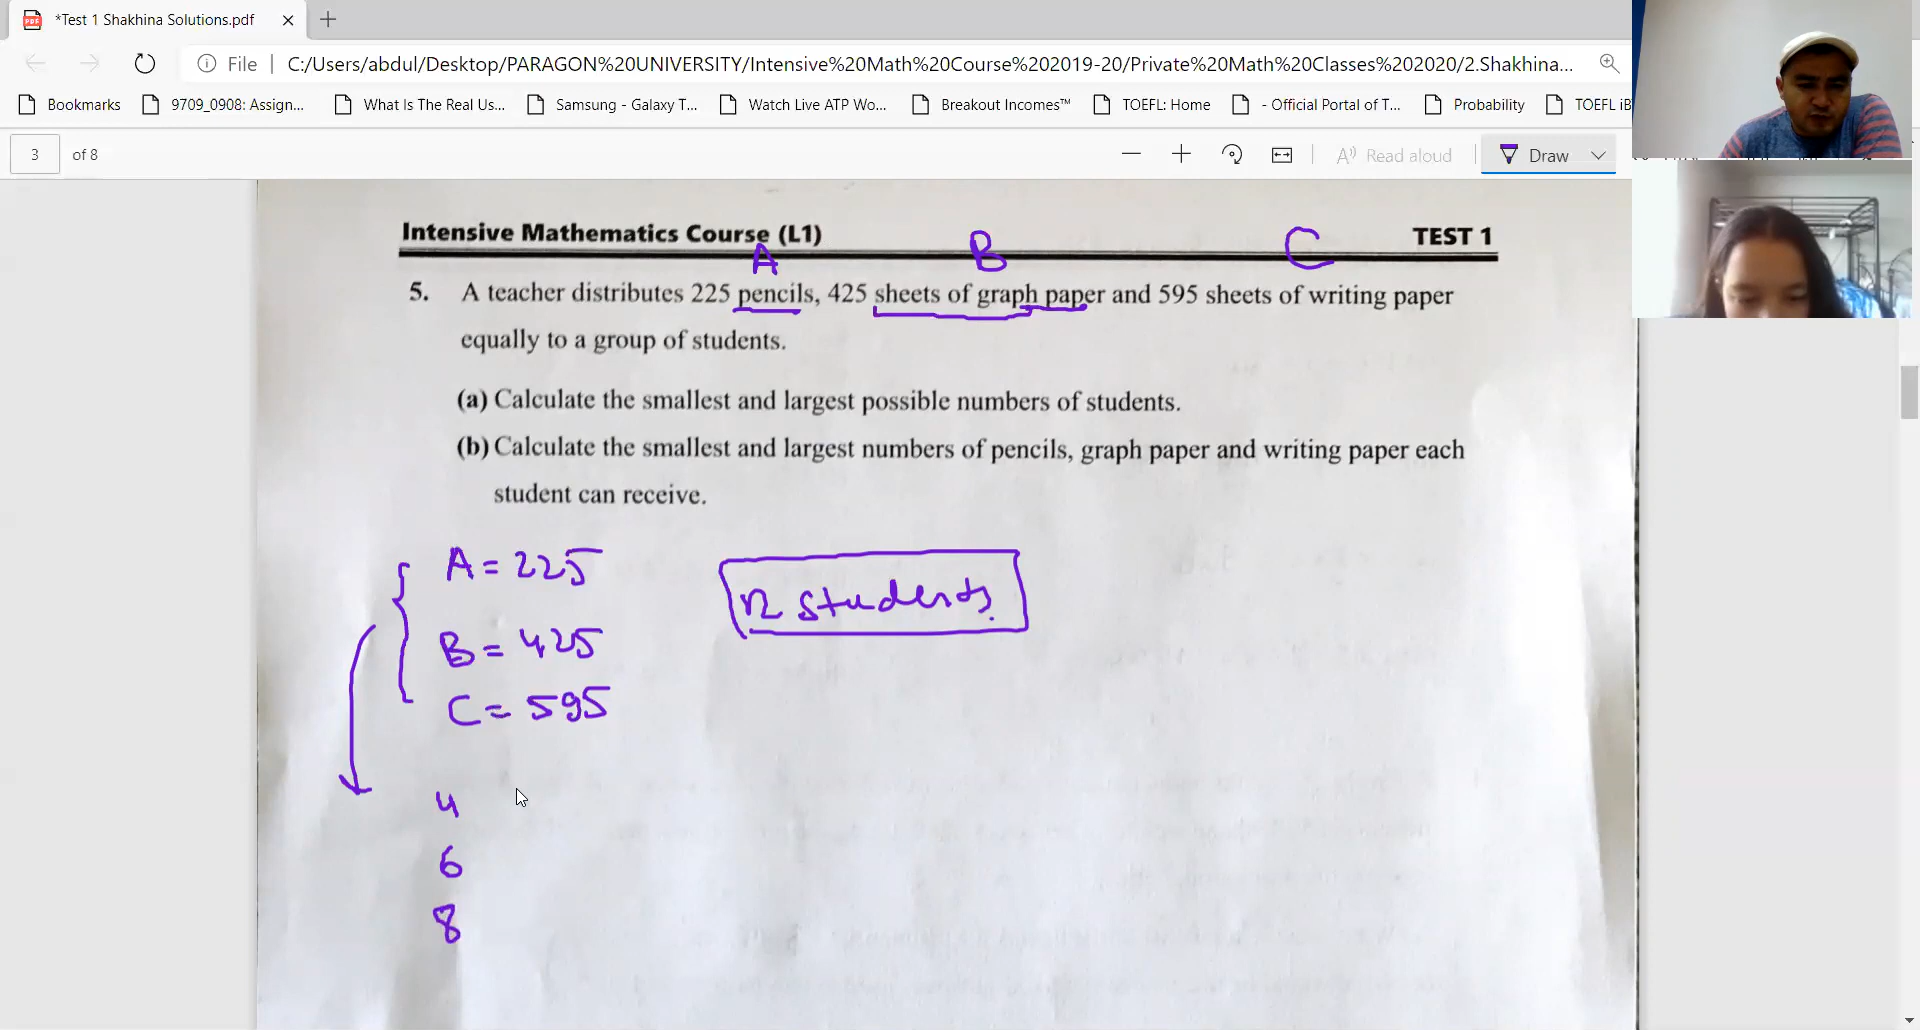 *Test 1 Shakhina Solutions.pdf
File
C:/Users/abdul/Desktop/PARAGON%20UNIVERSITY/Intensive%20Math%20Course%202019-20/Private%20Math%20Classes%202020/2.Shakhina...
Bookmarks 9709_0908: Assign... What Is The Real Us... Samsung - Galaxy T... Watch Live ATP Wo... Breakout Incomes™ TOEFL: Home - Official Portal of T... Probability TOEFL iB
3 of 8 Read aloud Draw
Intensive Mathematics Course (L1) TEST 1
A B C
5. A teacher distributes 225 pencils, 425 sheets of graph paper and 595 sheets of writing paper
equally to a group of students.
(a) Calculate the smallest and largest possible numbers of students.
(b) Calculate the smallest and largest numbers of pencils, graph paper and writing paper each
student can receive.
A = 225
n students.
B = 425
C = 595
4
6
8